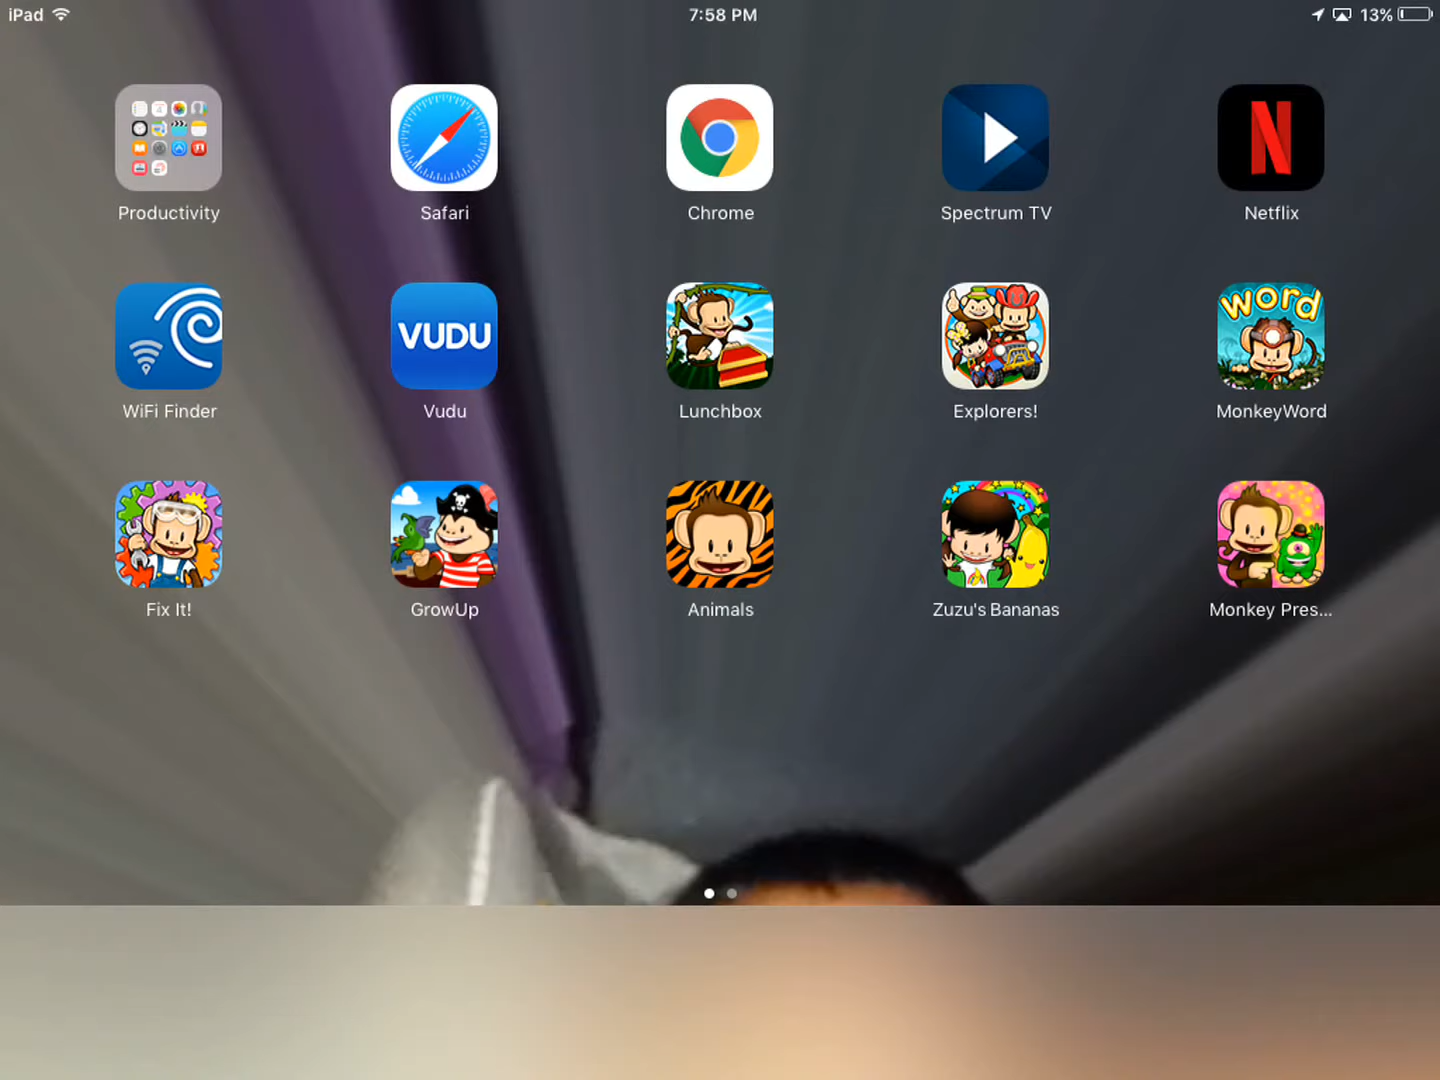 iPad 7:58 PM 13%
Productivity Safari Chrome Spectrum TV Netflix
VUDU word
WiFi Finder Vudu Lunchbox Explorers! MonkeyWord
Fix It! GrowUp Animals Zuzu's Bananas Monkey Pres...